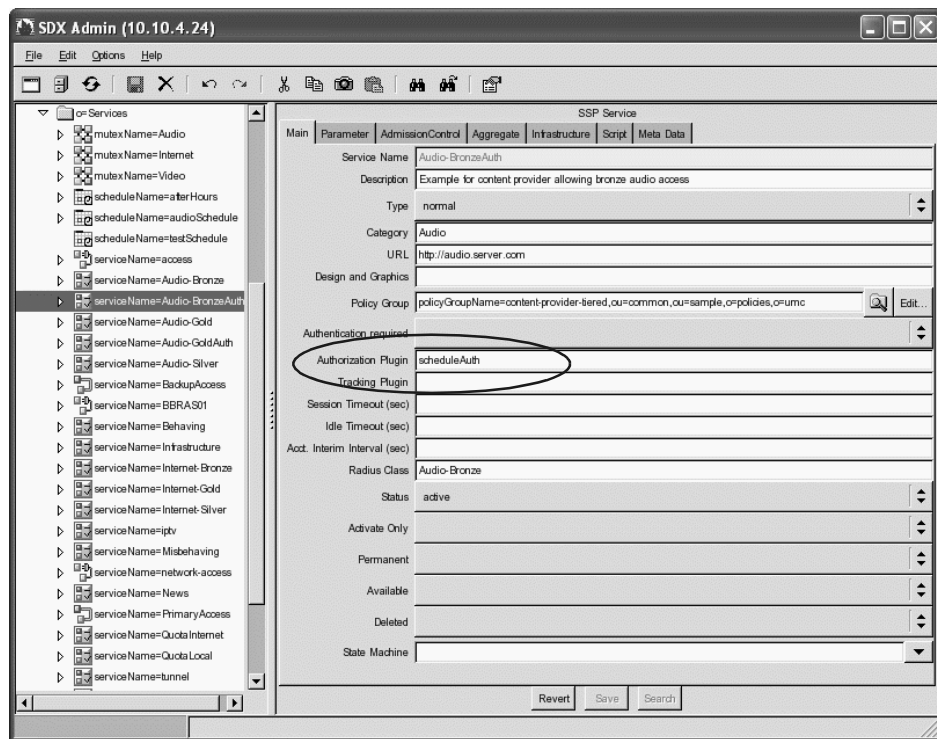 SDX Admin (10.10.4.24)
File Edit Options Help
o=Services
mutexName=Audio
mutexName=Internet
mutexName=Video
scheduleName=afterHours
scheduleName=audioSchedule
scheduleName=testSchedule
serviceName=access
serviceName=Audio-Bronze
serviceName=Audio-BronzeAuth
serviceName=Audio-Gold
serviceName=Audio-GoldAuth
serviceName=Audio-Silver
serviceName=BackupAccess
serviceName=BBRAS01
serviceName=Behaving
serviceName=Infrastructure
serviceName=Internet-Bronze
serviceName=Internet-Gold
serviceName=Internet-Silver
serviceName=iptv
serviceName=Misbehaving
serviceName=network-access
serviceName=News
serviceName=PrimaryAccess
serviceName=QuotaInternet
serviceName=QuotaLocal
serviceName=tunnel
SSP Service
Main Parameter AdmissionControl Aggregate Infrastructure Script Meta Data
Service Name Audio-BronzeAuth
Description Example for content provider allowing bronze audio access
Type normal
Category Audio
URL http://audio.server.com
Design and Graphics
Policy Group policyGroupName=content-provider-tiered,ou=common,ou=sample,o=policies,o=umc Edit...
Authentication required
Authorization Plugin scheduleAuth
Tracking Plugin
Session Timeout (sec)
Idle Timeout (sec)
Acct. Interim Interval (sec)
Radius Class Audio-Bronze
Status active
Activate Only
Permanent
Available
Deleted
State Machine
Revert Save Search